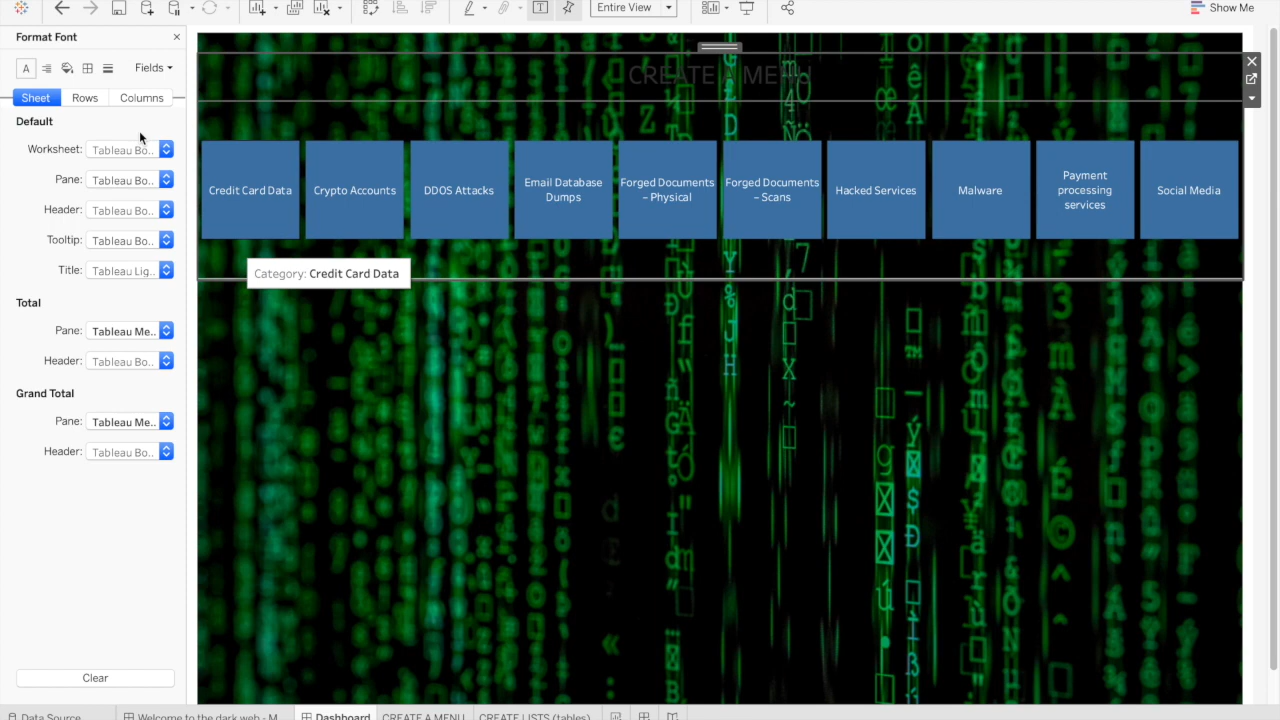 Entire View
Show Me
Format Font
Fields
Sheet
Rows
Columns
Default
Worksheet: Tableau Bo..
Pane: Tableau Bo..
Header: Tableau Bo..
Tooltip: Tableau Bo..
Title: Tableau Lig..
Total
Pane: Tableau Me..
Header: Tableau Bo..
Grand Total
Pane: Tableau Me..
Header: Tableau Bo..
Clear
CREATE A MENU
Credit Card Data
Crypto Accounts
DDOS Attacks
Email Database
Dumps
Forged Documents
– Physical
Forged Documents
– Scans
Hacked Services
Malware
Payment
processing
services
Social Media
Category: Credit Card Data
Data Source
Welcome to the dark web - M
Dashboard
CREATE A MENU
CREATE LISTS (tables)